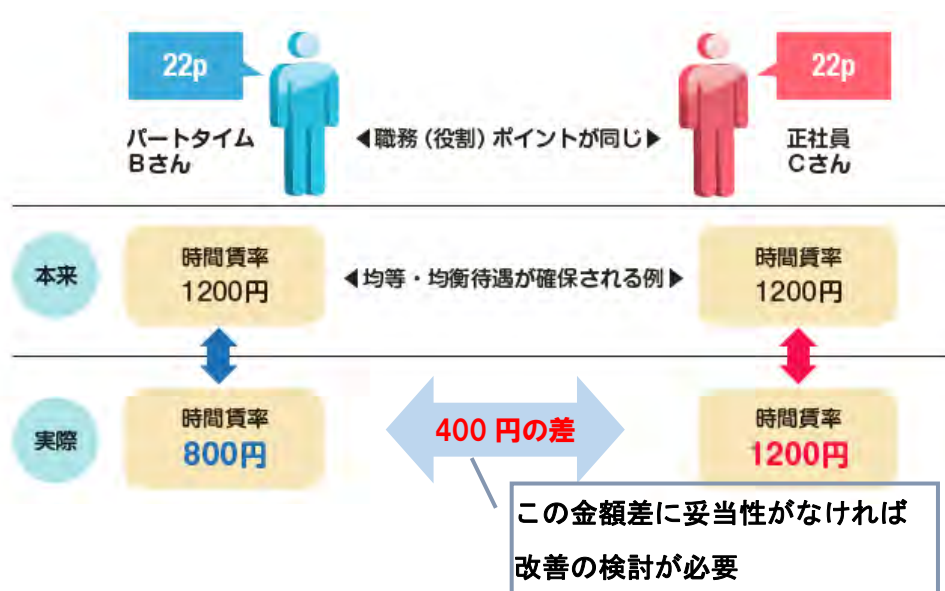 22p
22p
パートタイム
Bさん
◀職務(役割)ポイントが同じ▶
正社員
Cさん
本来
時間賃率
1200円
◀均等・均衡待遇が確保される例▶
時間賃率
1200円
実際
時間賃率
800円
400円の差
時間賃率
1200円
この金額差に妥当性がなければ
改善の検討が必要